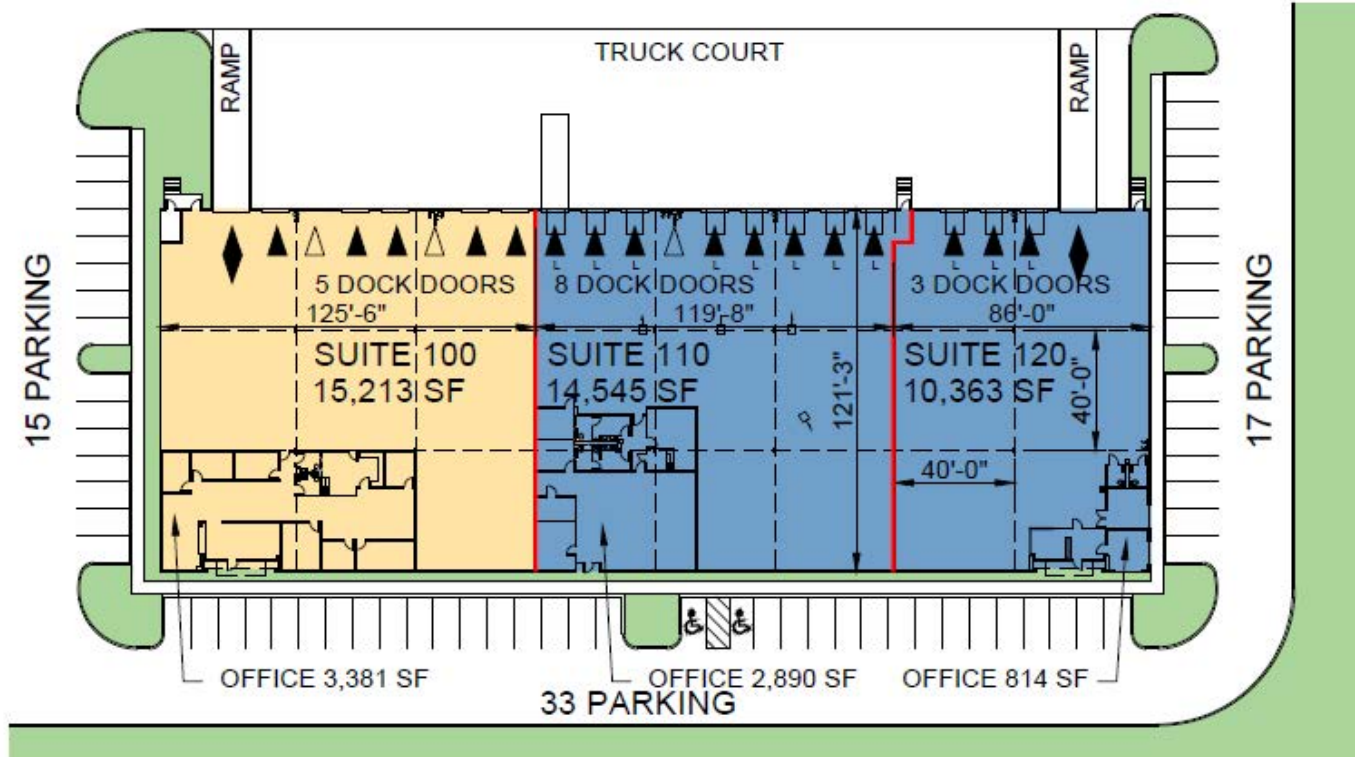 TRUCK COURT
RAMP
RAMP
5 DOCK DOORS
8 DOCK DOORS
3 DOCK DOORS
125'-6"
119'-8"
86'-0"
SUITE 100
15,213 SF
SUITE 110
14,545 SF
SUITE 120
10,363 SF
121'-3"
40'-0"
40'-0"
L L L L L L L L
L L L
15 PARKING
17 PARKING
OFFICE 3,381 SF
OFFICE 2,890 SF
OFFICE 814 SF
33 PARKING